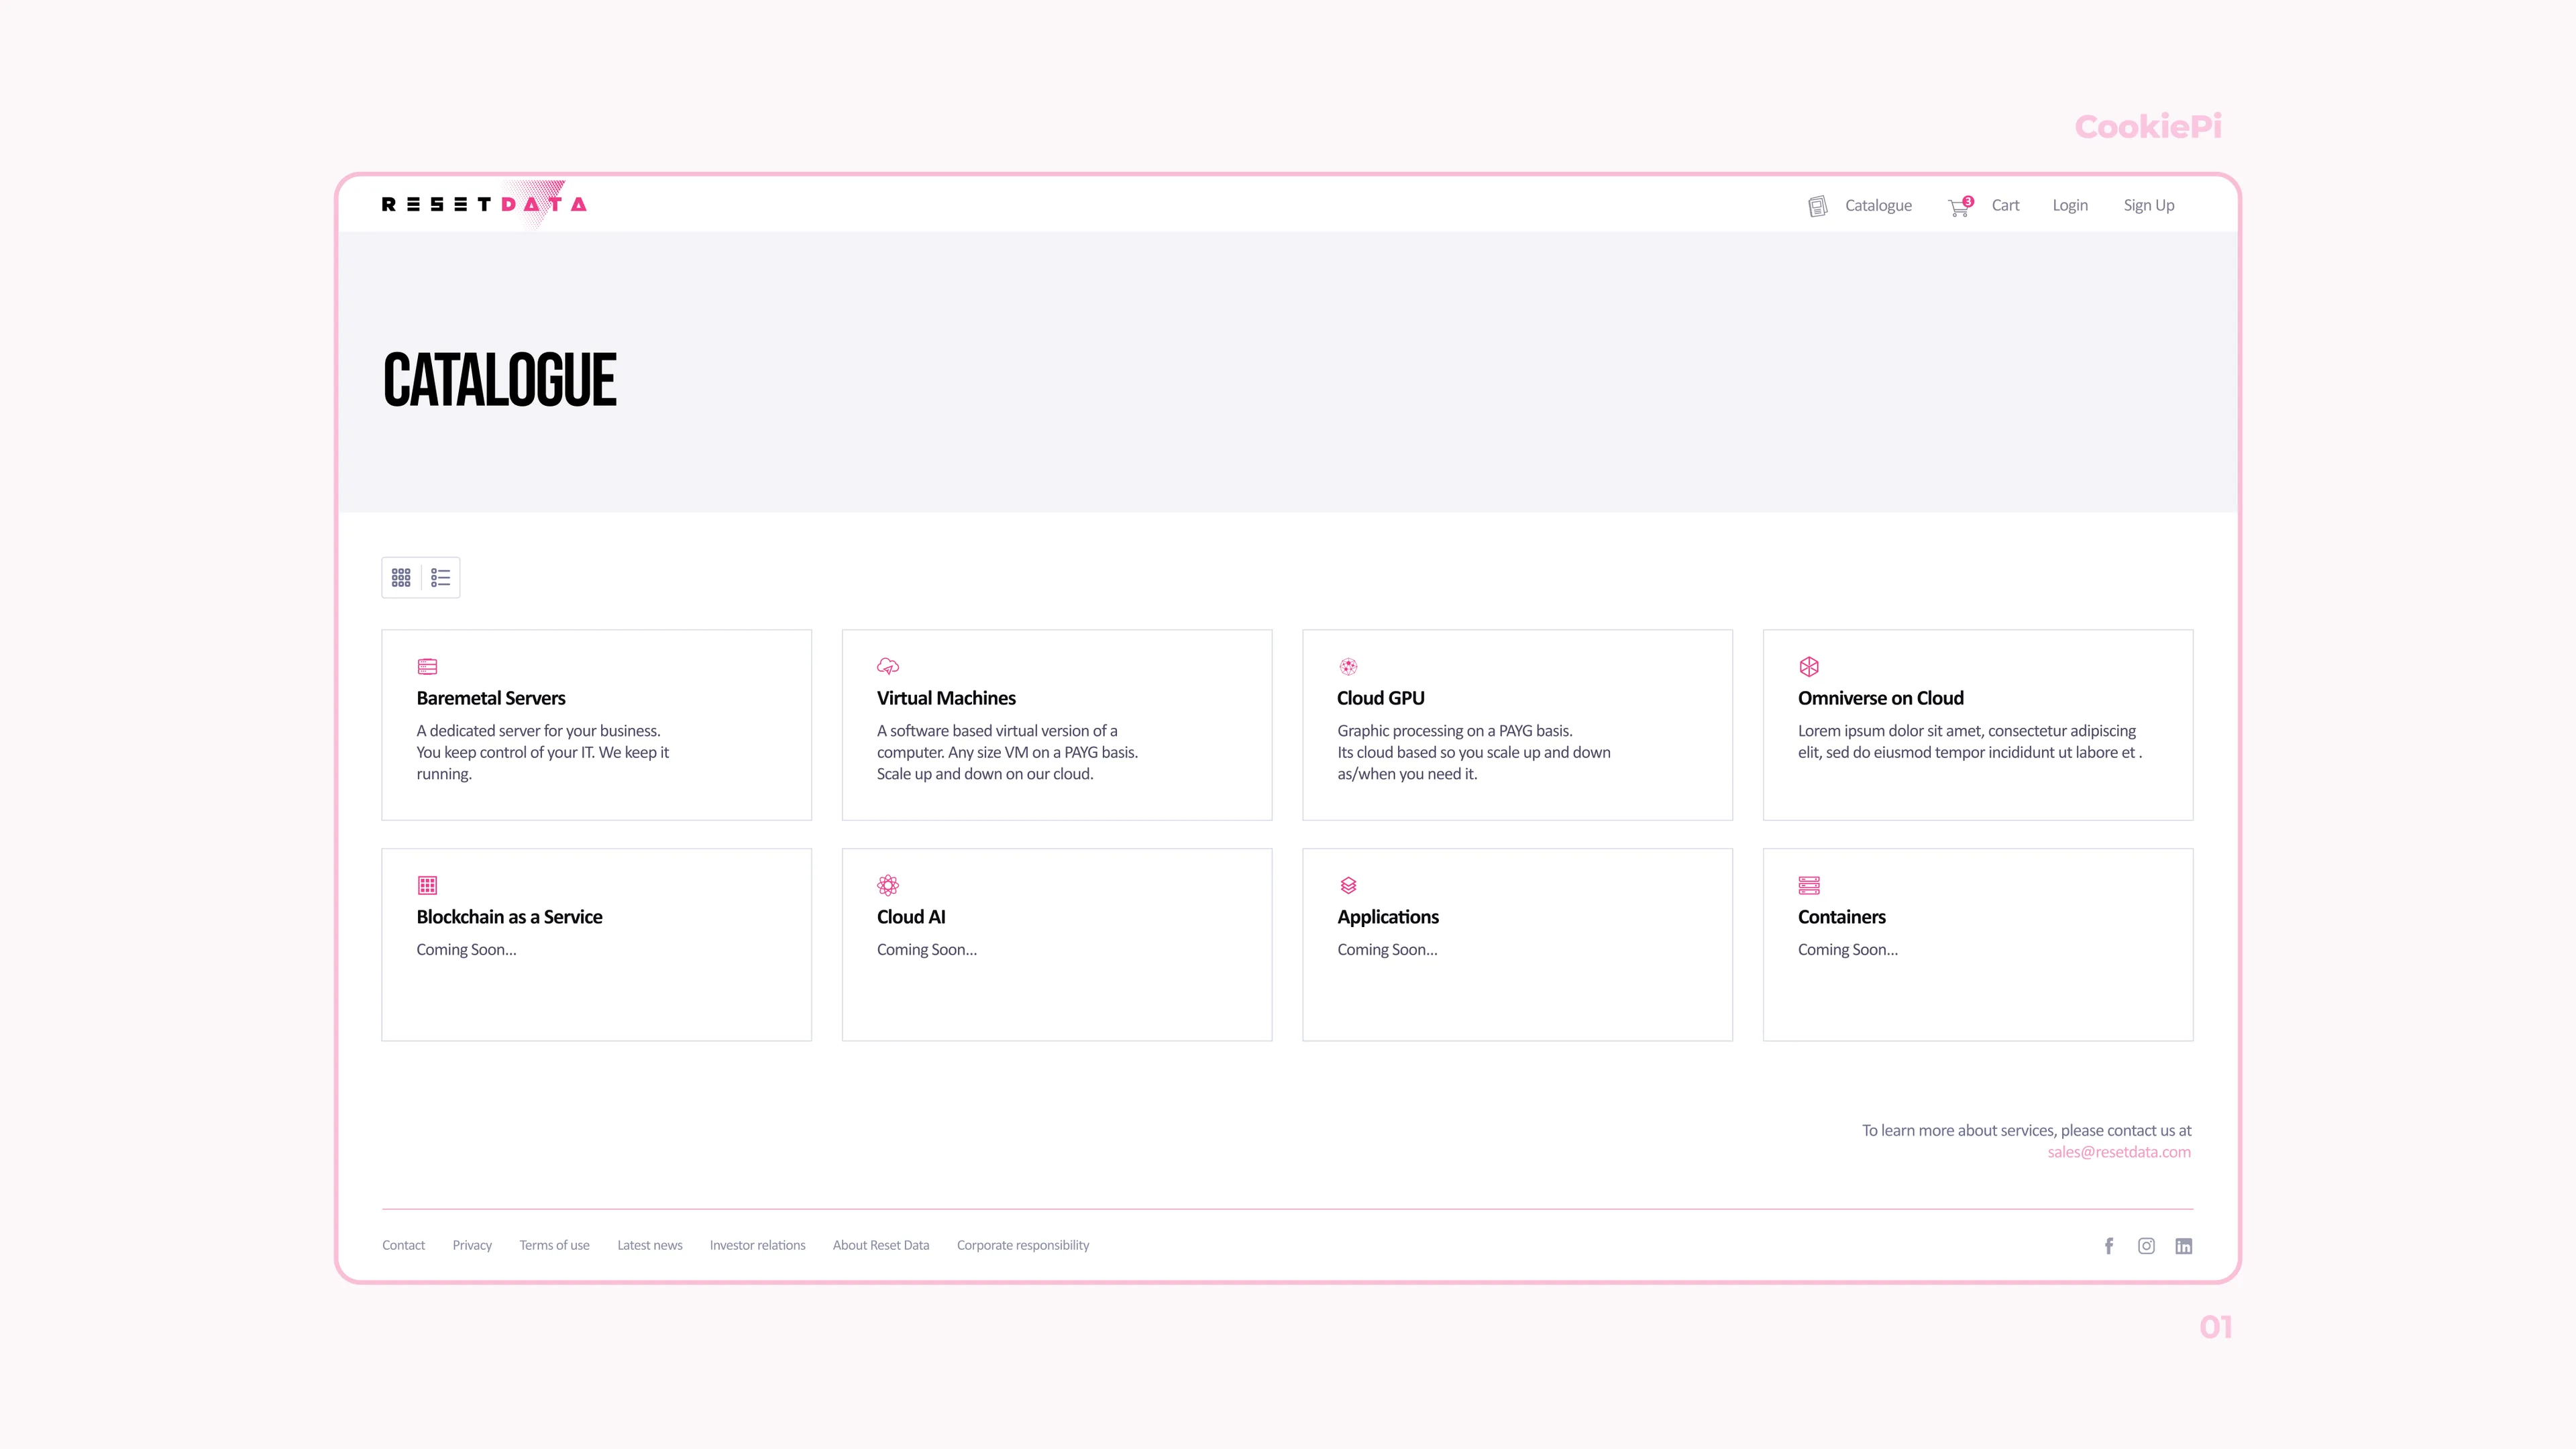 CookiePi
RESETDATA
Catalogue
3
Cart
Login
Sign Up
CATALOGUE
Baremetal Servers
A dedicated server for your business.
You keep control of your IT. We keep it
running.
Virtual Machines
A software based virtual version of a
computer. Any size VM on a PAYG basis.
Scale up and down on our cloud.
Cloud GPU
Graphic processing on a PAYG basis.
Its cloud based so you scale up and down
as/when you need it.
Omniverse on Cloud
Lorem ipsum dolor sit amet, consectetur adipiscing
elit, sed do eiusmod tempor incididunt ut labore et .
Blockchain as a Service
Coming Soon...
Cloud AI
Coming Soon...
Applications
Coming Soon...
Containers
Coming Soon...
To learn more about services, please contact us at
sales@resetdata.com
Contact
Privacy
Terms of use
Latest news
Investor relations
About Reset Data
Corporate responsibility
01